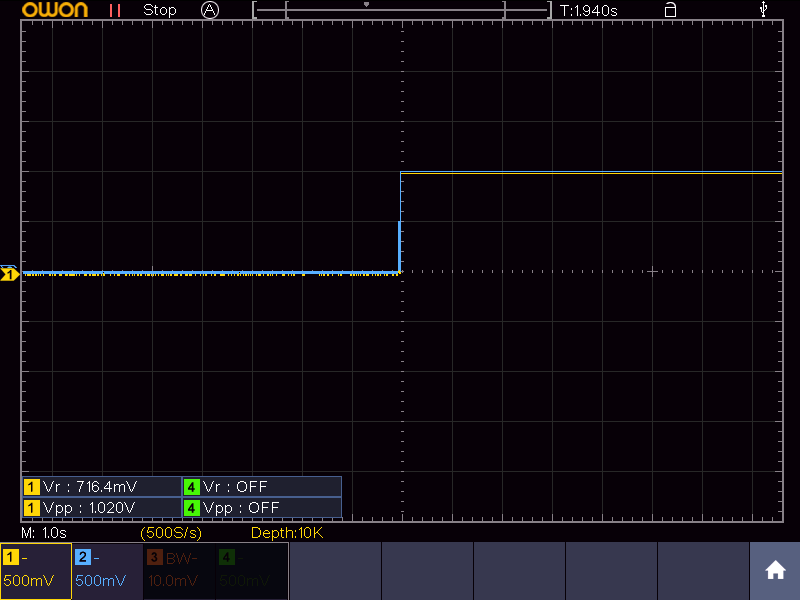 OWON Stop A T:1.940s
1
1 Vr : 716.4mV 4 Vr : OFF
1 Vpp : 1.020V 4 Vpp : OFF
M: 1.0s (500S/s) Depth:10K
1 – 2 – 3 BW– 4 –
500mV 500mV 10.0mV 500mV